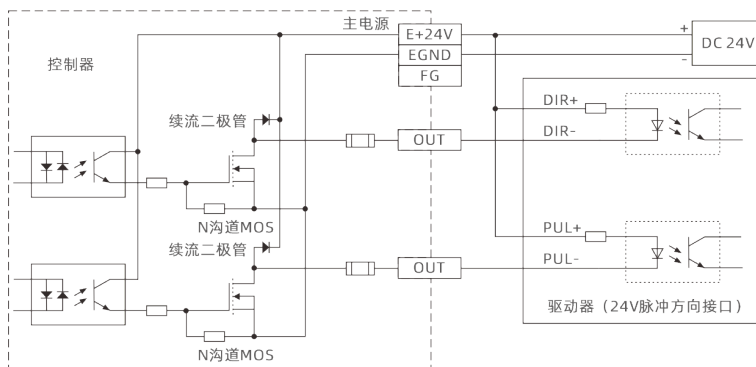 主电源
E+24V
+
DC 24V
控制器
EGND
-
FG
DIR+
续流二极管
OUT
DIR-
N沟道MOS
PUL+
续流二极管
OUT
PUL-
驱动器（24V脉冲方向接口）
N沟道MOS